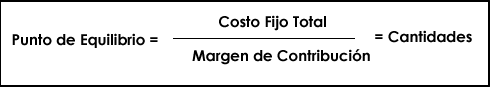 Costo Fijo Total
Punto de Equilibrio = = Cantidades
Margen de Contribución